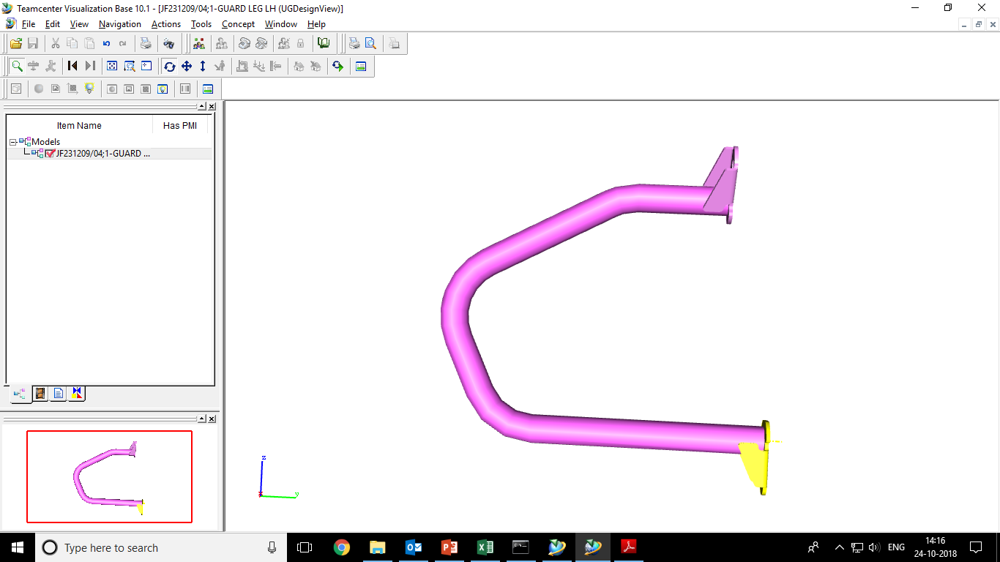 Teamcenter Visualization Base 10.1 - [JF231209/04;1-GUARD LEG LH (UGDesignView)]
File Edit View Navigation Actions Tools Concept Window Help
Item Name Has PMI
Models
JF231209/04;1-GUARD ...
z
y
Type here to search
ENG
14:16
24-10-2018